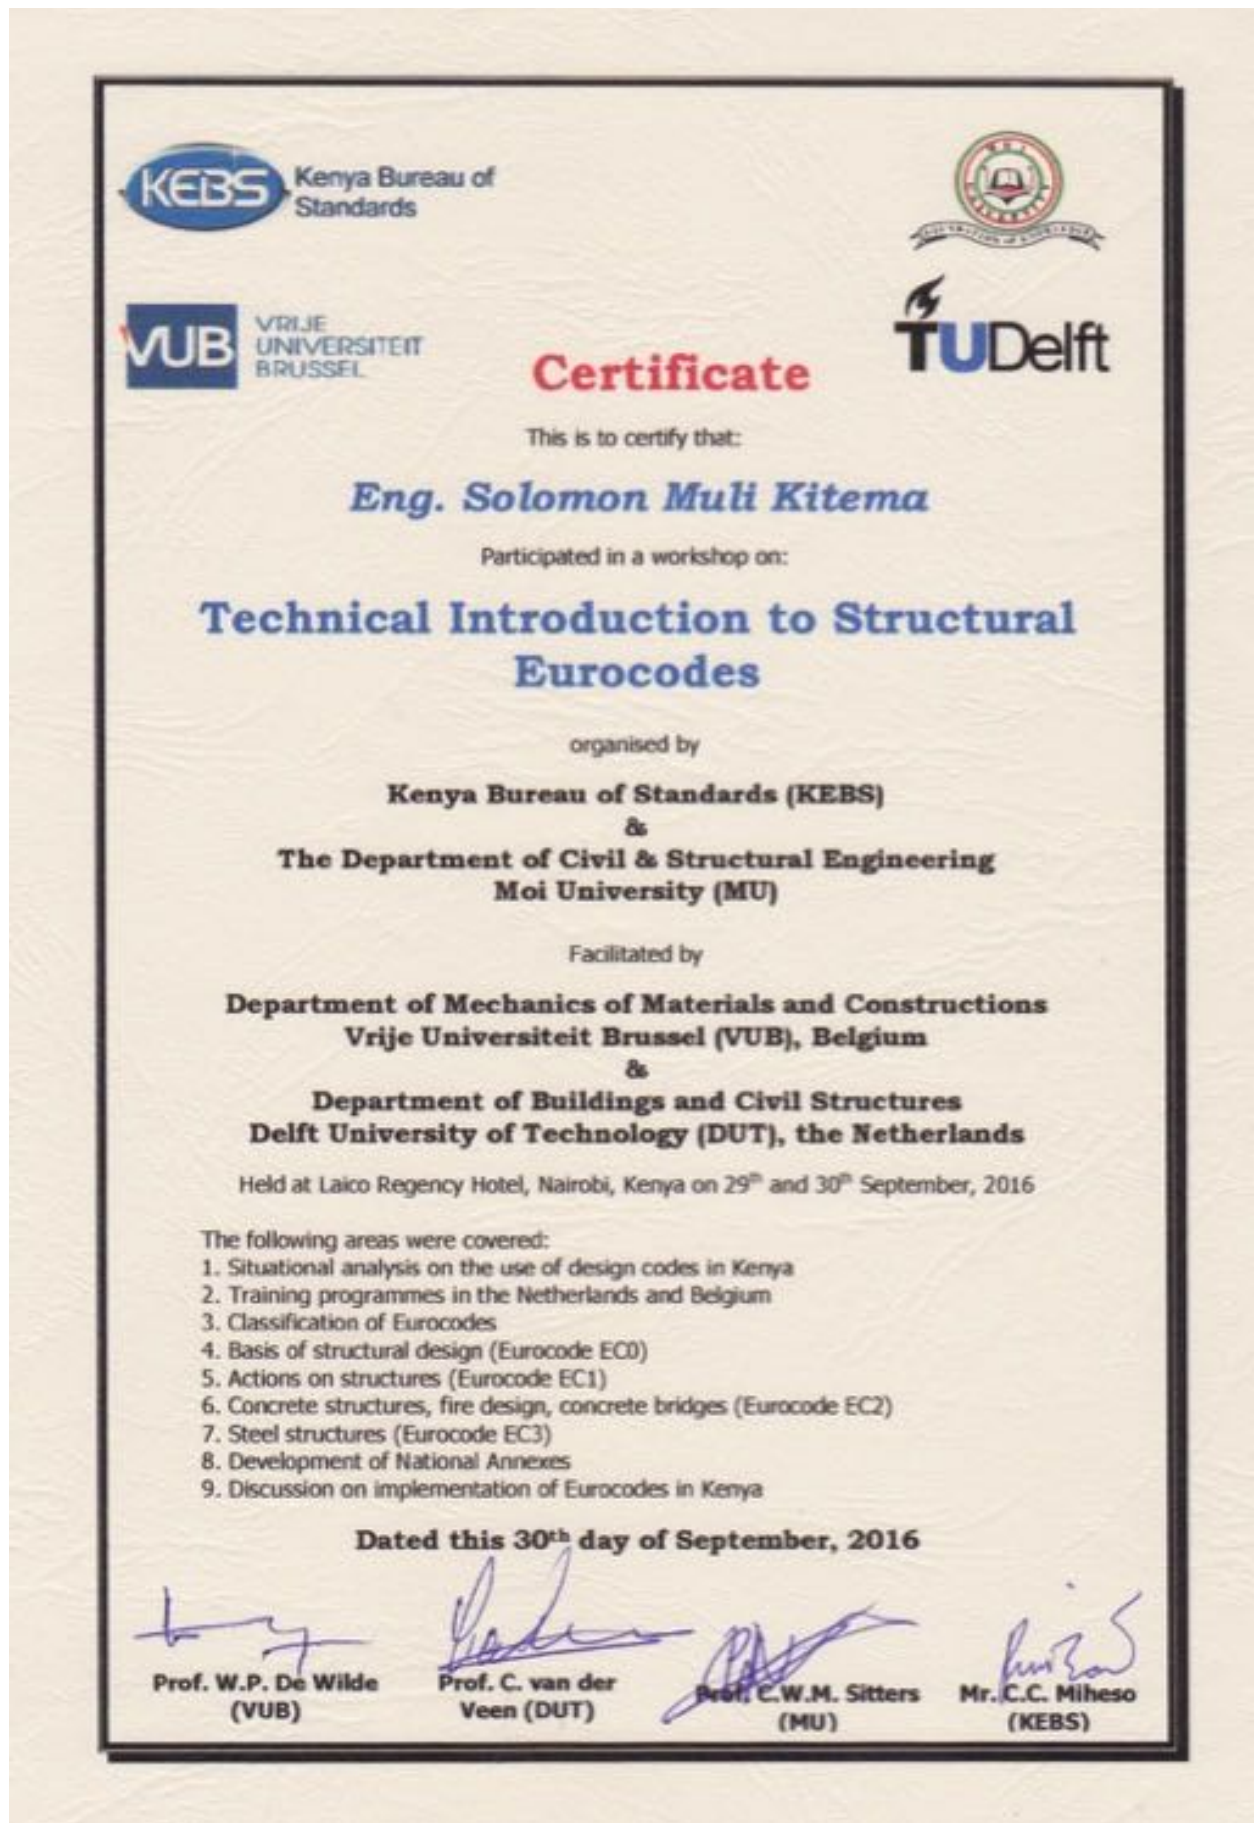 KEBS
Kenya Bureau of
Standards
VUB
VRIJE
UNIVERSITEIT
BRUSSEL
TUDelft
Certificate
This is to certify that:
Eng. Solomon Muli Kitema
Participated in a workshop on:
Technical Introduction to Structural
Eurocodes
organised by
Kenya Bureau of Standards (KEBS)
&
The Department of Civil & Structural Engineering
Moi University (MU)
Facilitated by
Department of Mechanics of Materials and Constructions
Vrije Universiteit Brussel (VUB), Belgium
&
Department of Buildings and Civil Structures
Delft University of Technology (DUT), the Netherlands
Held at Laico Regency Hotel, Nairobi, Kenya on 29th and 30th September, 2016
The following areas were covered:
1. Situational analysis on the use of design codes in Kenya
2. Training programmes in the Netherlands and Belgium
3. Classification of Eurocodes
4. Basis of structural design (Eurocode EC0)
5. Actions on structures (Eurocode EC1)
6. Concrete structures, fire design, concrete bridges (Eurocode EC2)
7. Steel structures (Eurocode EC3)
8. Development of National Annexes
9. Discussion on implementation of Eurocodes in Kenya
Dated this 30th day of September, 2016
Prof. W.P. De Wilde
(VUB)
Prof. C. van der
Veen (DUT)
Prof. C.W.M. Sitters
(MU)
Mr. C.C. Miheso
(KEBS)